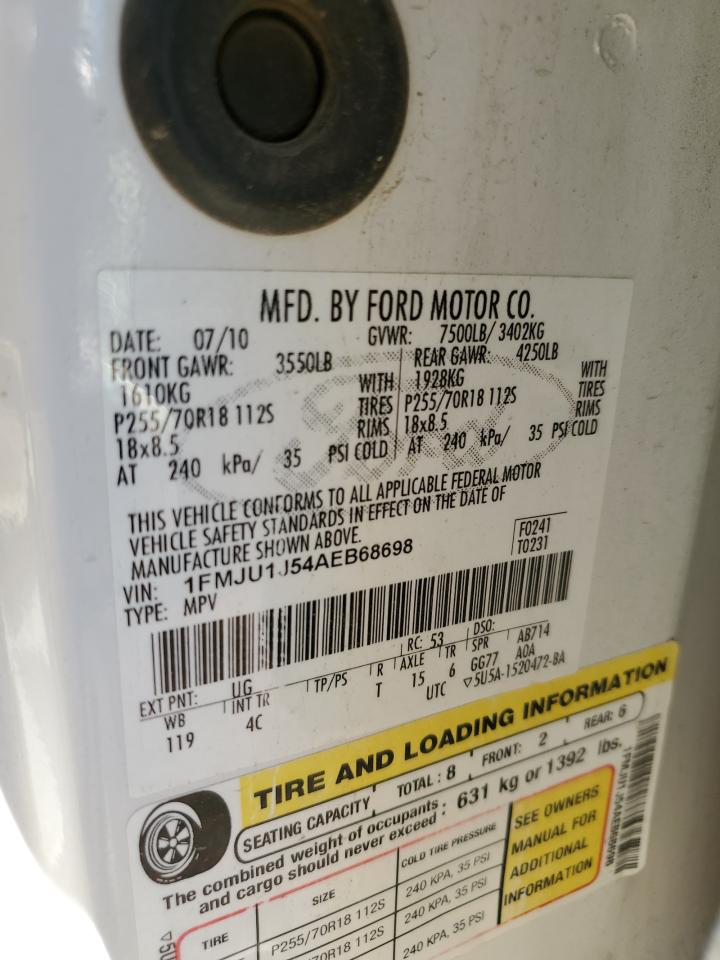 MFD. BY FORD MOTOR CO.
DATE: 07/10 GVWR: 7500LB/ 3402KG
FRONT GAWR: 3550LB REAR GAWR: 4250LB
1610KG WITH 1928KG WITH
P255/70R18 112S TIRES P255/70R18 112S TIRES
18x8.5 RIMS 18x8.5 RIMS
AT 240 kPa/ 35 PSI COLD AT 240 kPa/ 35 PSI COLD
THIS VEHICLE CONFORMS TO ALL APPLICABLE FEDERAL MOTOR
VEHICLE SAFETY STANDARDS IN EFFECT ON THE DATE OF
MANUFACTURE SHOWN ABOVE.
F0241
T0231
VIN: 1FMJU1J54AEB68698
TYPE: MPV
EXT PNT: UG RC: 53 DSO:
WB INT TR TP/PS R AXLE TR SPR AB714
119 4C T 15 6 GG77 A0A
UTC ▽5U5A-1520472-BA
TIRE AND LOADING INFORMATION
SEATING CAPACITY TOTAL: 8 FRONT: 2 REAR: 6
The combined weight of occupants and cargo should never exceed: 631 kg or 1392 lbs.
1FMJU1J54AEB68698
TIRE SIZE COLD TIRE PRESSURE
P255/70R18 112S 240 KPA, 35 PSI
70R18 112S 240 KPA, 35 PSI
240 KPA, 35 PSI
SEE OWNERS
MANUAL FOR
ADDITIONAL
INFORMATION